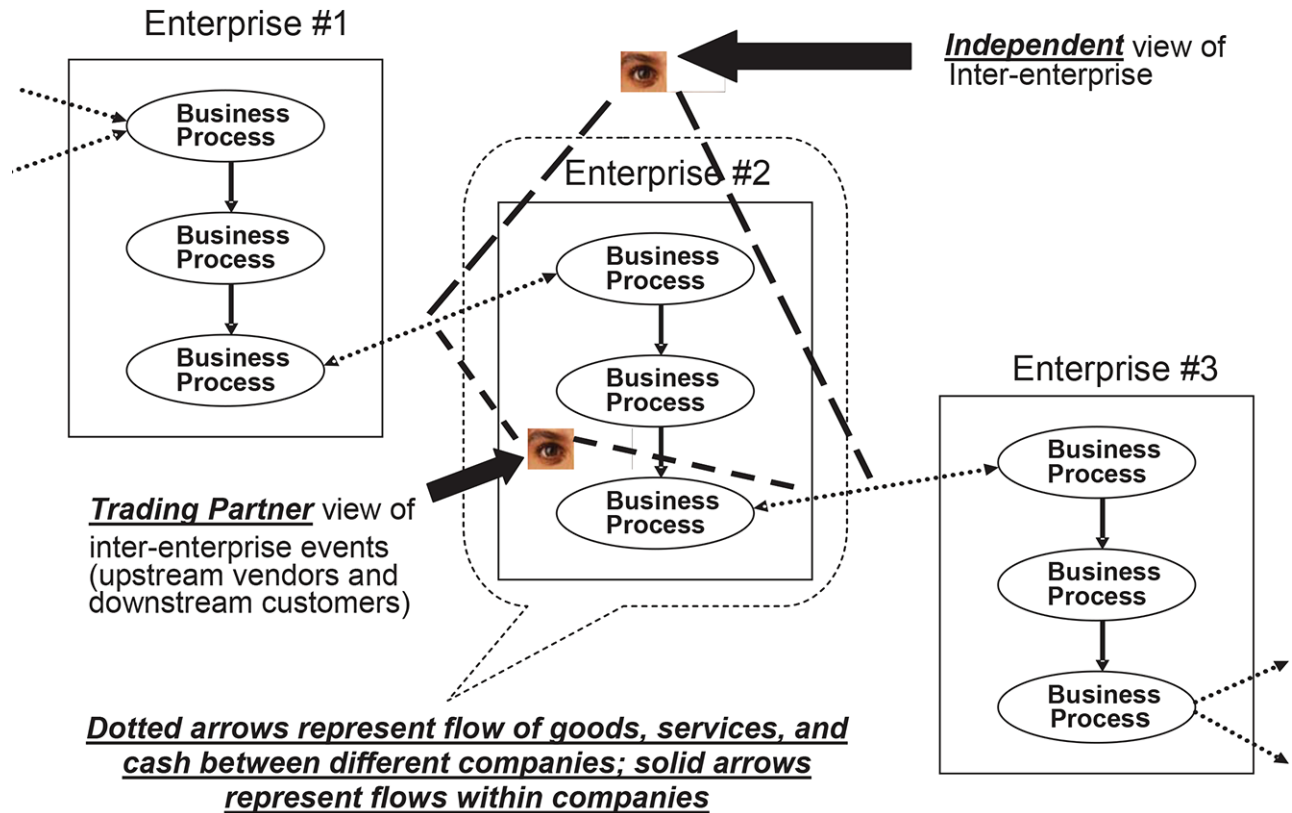 Enterprise #1
Business
Process
Business
Process
Business
Process
Independent view of
Inter-enterprise
Enterprise #2
Business
Process
Business
Process
Business
Process
Trading Partner view of
inter-enterprise events
(upstream vendors and
downstream customers)
Enterprise #3
Business
Process
Business
Process
Business
Process
Dotted arrows represent flow of goods, services, and
cash between different companies; solid arrows
represent flows within companies